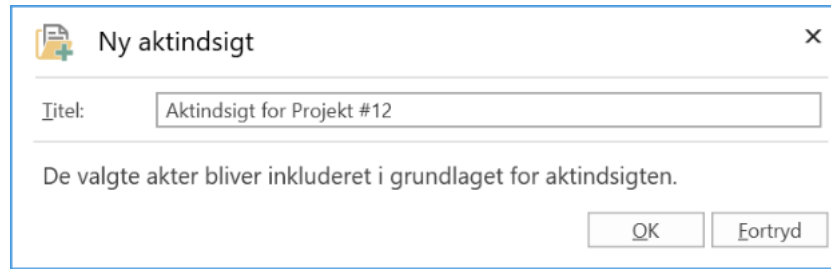 Ny aktindsigt
Titel: Aktindsigt for Projekt #12
De valgte akter bliver inkluderet i grundlaget for aktindsigten.
OK Fortryd